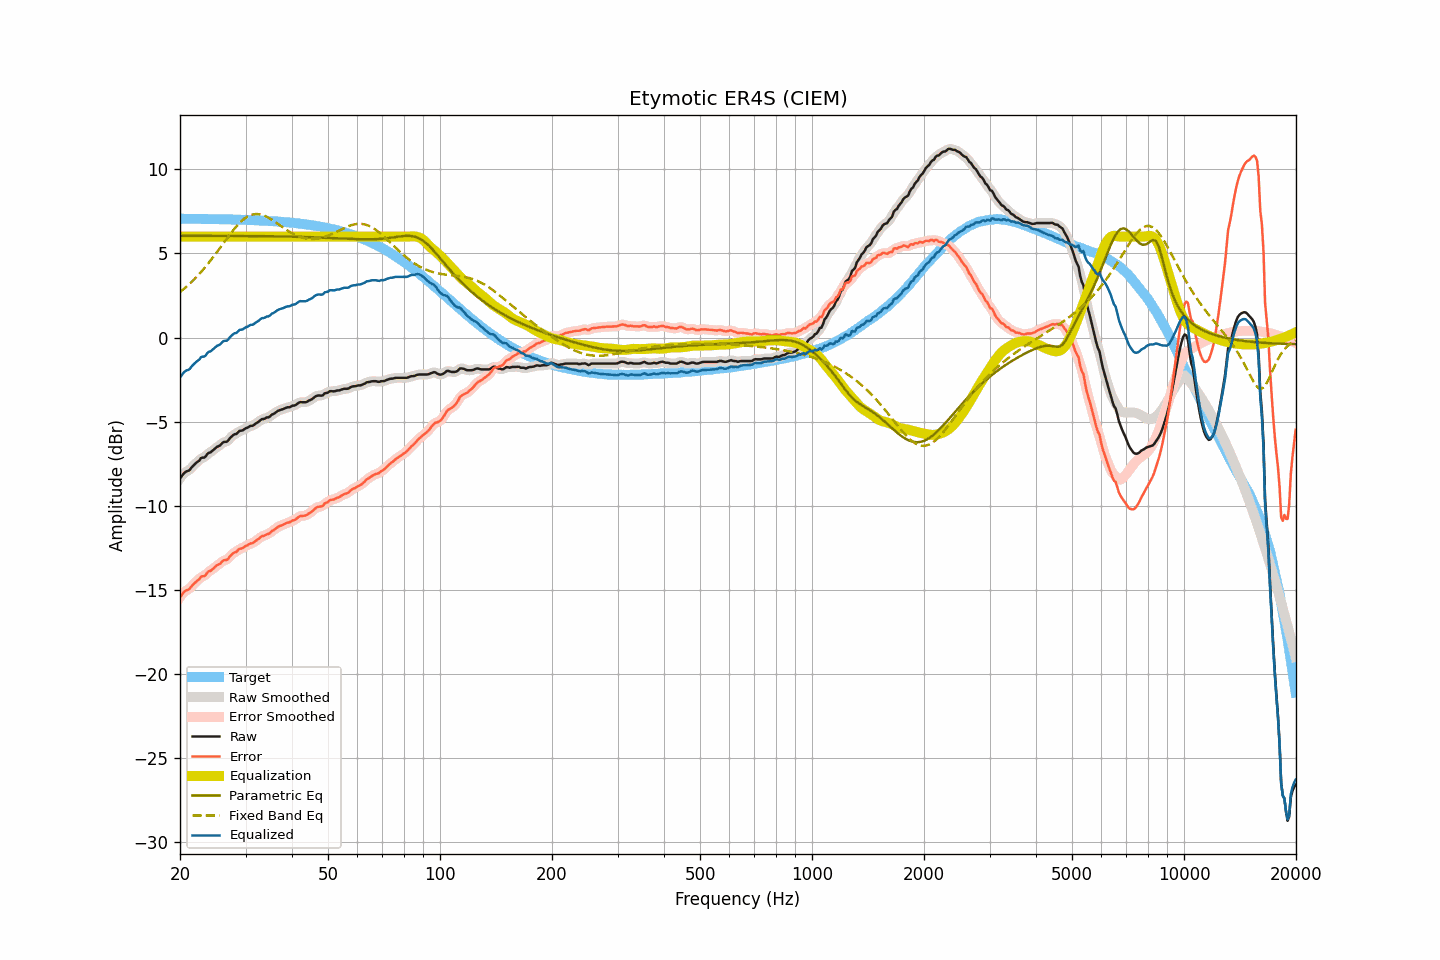 Etymotic ER4S (CIEM)
10
5
0
−5
−10
−15
−20
−25
−30
Amplitude (dBr)
Target
Raw Smoothed
Error Smoothed
Raw
Error
Equalization
Parametric Eq
Fixed Band Eq
Equalized
20 50 100 200 500 1000 2000 5000 10000 20000
Frequency (Hz)